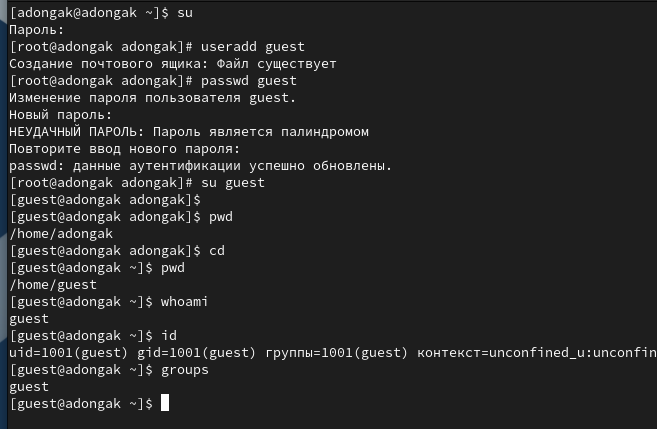 [adongak@adongak ~]$ su
Пароль:
[root@adongak adongak]# useradd guest
Создание почтового ящика: Файл существует
[root@adongak adongak]# passwd guest
Изменение пароля пользователя guest.
Новый пароль:
НЕУДАЧНЫЙ ПАРОЛЬ: Пароль является палиндромом
Повторите ввод нового пароля:
passwd: данные аутентификации успешно обновлены.
[root@adongak adongak]# su guest
[guest@adongak adongak]$
[guest@adongak adongak]$ pwd
/home/adongak
[guest@adongak adongak]$ cd
[guest@adongak ~]$ pwd
/home/guest
[guest@adongak ~]$ whoami
guest
[guest@adongak ~]$ id
uid=1001(guest) gid=1001(guest) группы=1001(guest) контекст=unconfined_u:unconfin
[guest@adongak ~]$ groups
guest
[guest@adongak ~]$